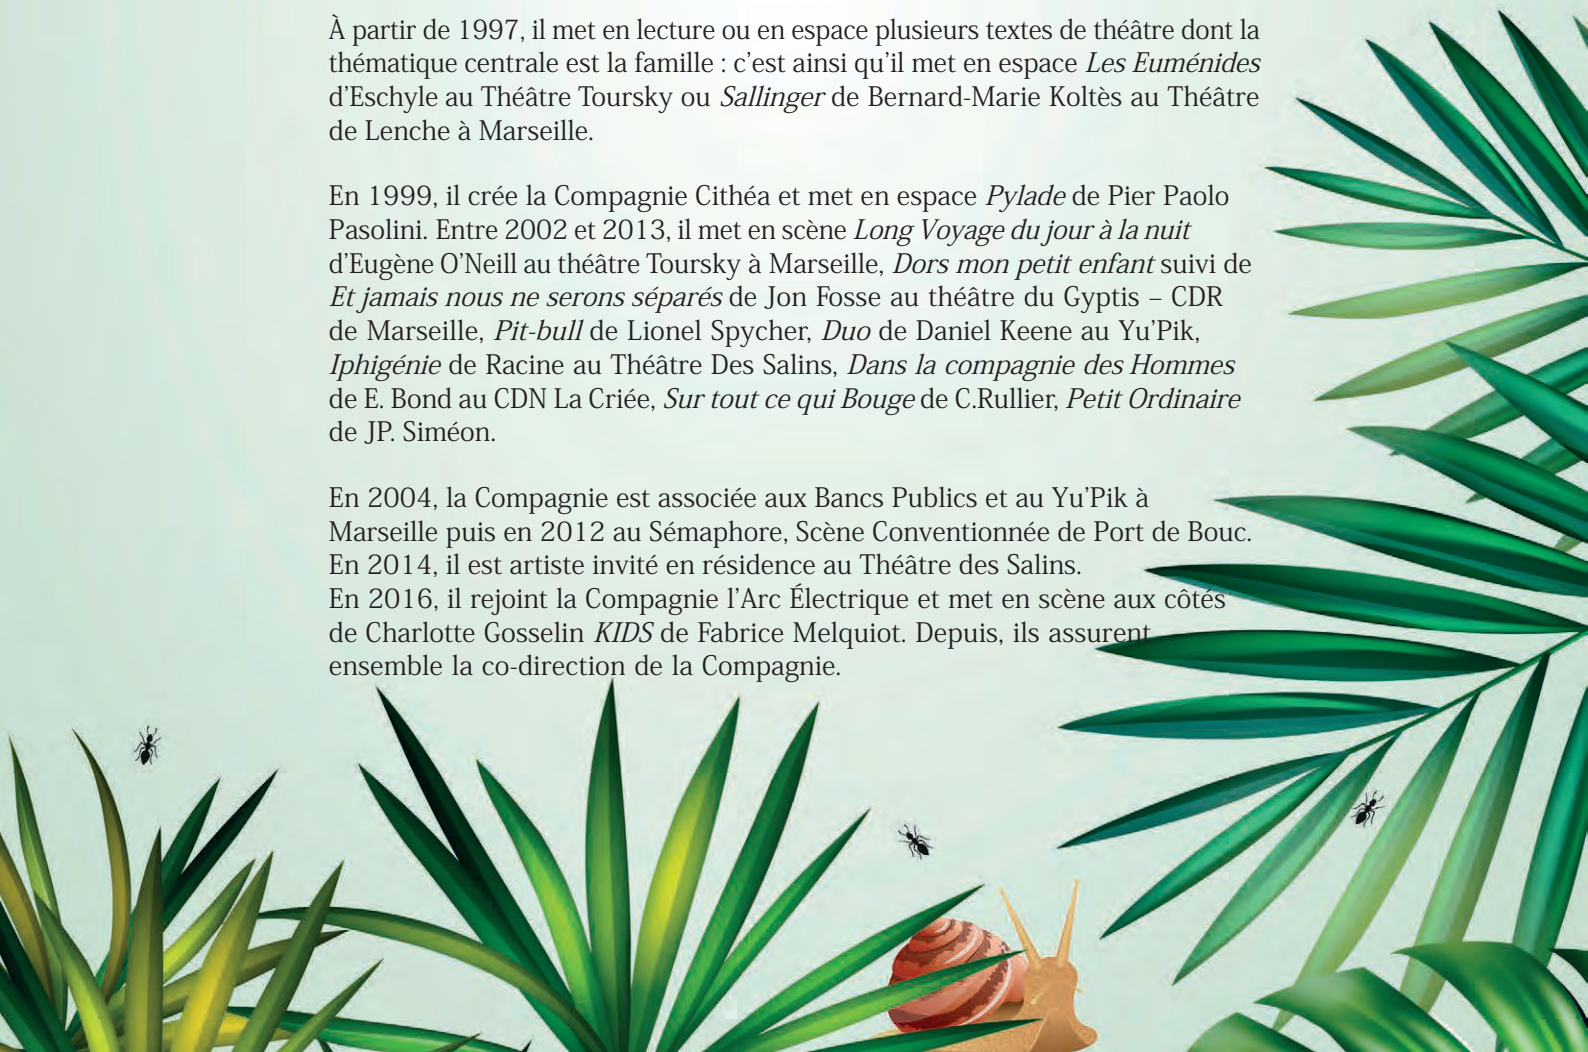 À partir de 1997, il met en lecture ou en espace plusieurs textes de théâtre dont la
thématique centrale est la famille : c’est ainsi qu’il met en espace Les Euménides
d’Eschyle au Théâtre Toursky ou Sallinger de Bernard-Marie Koltès au Théâtre
de Lenche à Marseille.
En 1999, il crée la Compagnie Cithéa et met en espace Pylade de Pier Paolo
Pasolini. Entre 2002 et 2013, il met en scène Long Voyage du jour à la nuit
d’Eugène O’Neill au théâtre Toursky à Marseille, Dors mon petit enfant suivi de
Et jamais nous ne serons séparés de Jon Fosse au théâtre du Gyptis – CDR
de Marseille, Pit-bull de Lionel Spycher, Duo de Daniel Keene au Yu’Pik,
Iphigénie de Racine au Théâtre Des Salins, Dans la compagnie des Hommes
de E. Bond au CDN La Criée, Sur tout ce qui Bouge de C.Rullier, Petit Ordinaire
de JP. Siméon.
En 2004, la Compagnie est associée aux Bancs Publics et au Yu’Pik à
Marseille puis en 2012 au Sémaphore, Scène Conventionnée de Port de Bouc.
En 2014, il est artiste invité en résidence au Théâtre des Salins.
En 2016, il rejoint la Compagnie l’Arc Électrique et met en scène aux côtés
de Charlotte Gosselin KIDS de Fabrice Melquiot. Depuis, ils assurent
ensemble la co-direction de la Compagnie.